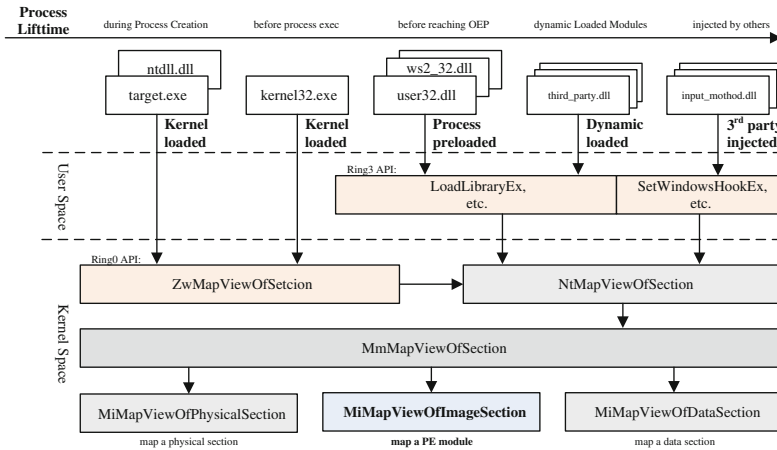 Process
Lifttime
during Process Creation
before process exec
before reaching OEP
dynamic Loaded Modules
injected by others
ntdll.dll
target.exe
kernel32.exe
ws2_32.dll
user32.dll
third_party.dll
input_mothod.dll
Kernel
loaded
Kernel
loaded
Process
preloaded
Dynamic
loaded
3rd party
injected
User Space
Ring3 API:
LoadLibraryEx,
etc.
SetWindowsHookEx,
etc.
Kernel Space
Ring0 API:
ZwMapViewOfSetcion
NtMapViewOfSection
MmMapViewOfSection
MiMapViewOfPhysicalSection
MiMapViewOfImageSection
MiMapViewOfDataSection
map a physical section
map a PE module
map a data section